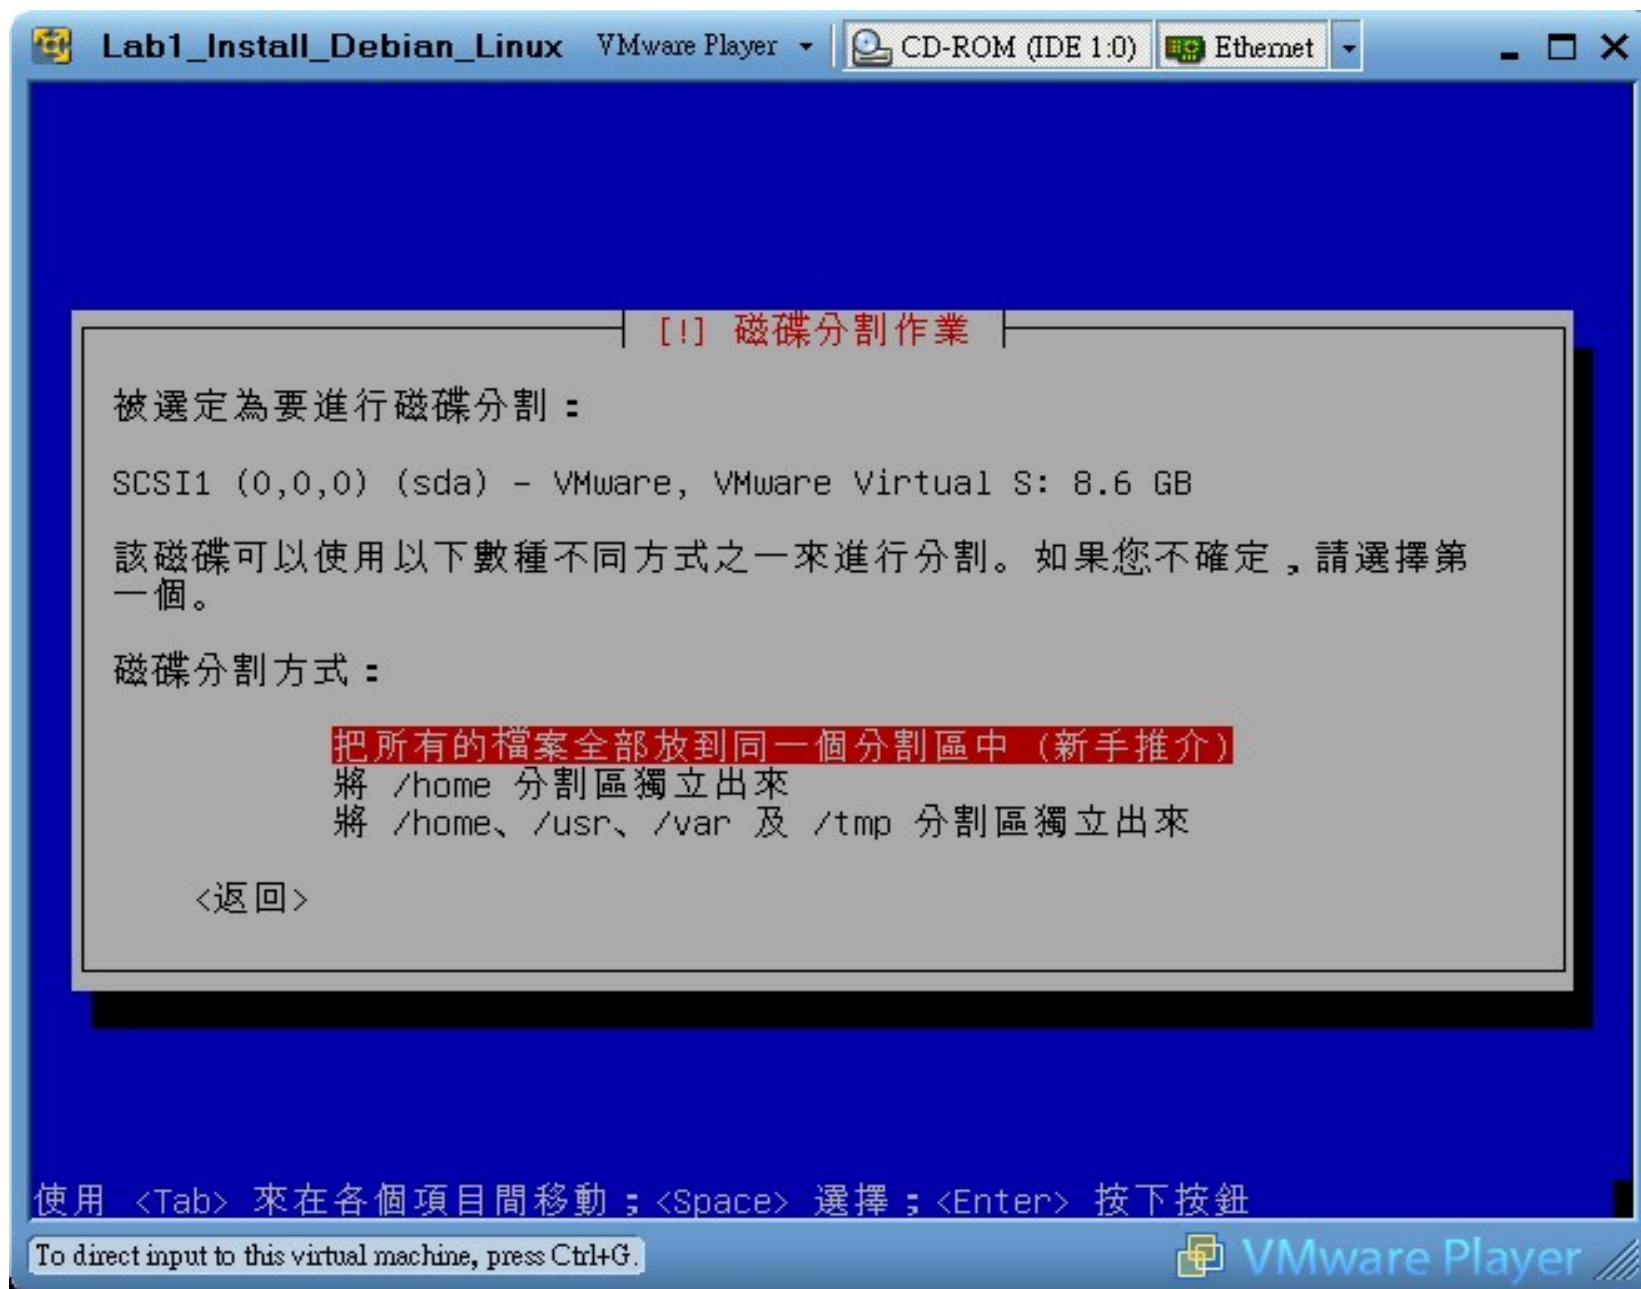 Lab1_Install_Debian_Linux VMware Player CD-ROM (IDE 1:0) Ethernet
[!] 磁碟分割作業
被選定為要進行磁碟分割：
SCSI1 (0,0,0) (sda) - VMware, VMware Virtual S: 8.6 GB
該磁碟可以使用以下數種不同方式之一來進行分割。如果您不確定，請選擇第
一個。
磁碟分割方式：
把所有的檔案全部放到同一個分割區中 (新手推介)
將 /home 分割區獨立出來
將 /home、/usr、/var 及 /tmp 分割區獨立出來
<返回>
使用 <Tab> 來在各個項目間移動；<Space> 選擇；<Enter> 按下按鈕
To direct input to this virtual machine, press Ctrl+G.
VMware Player